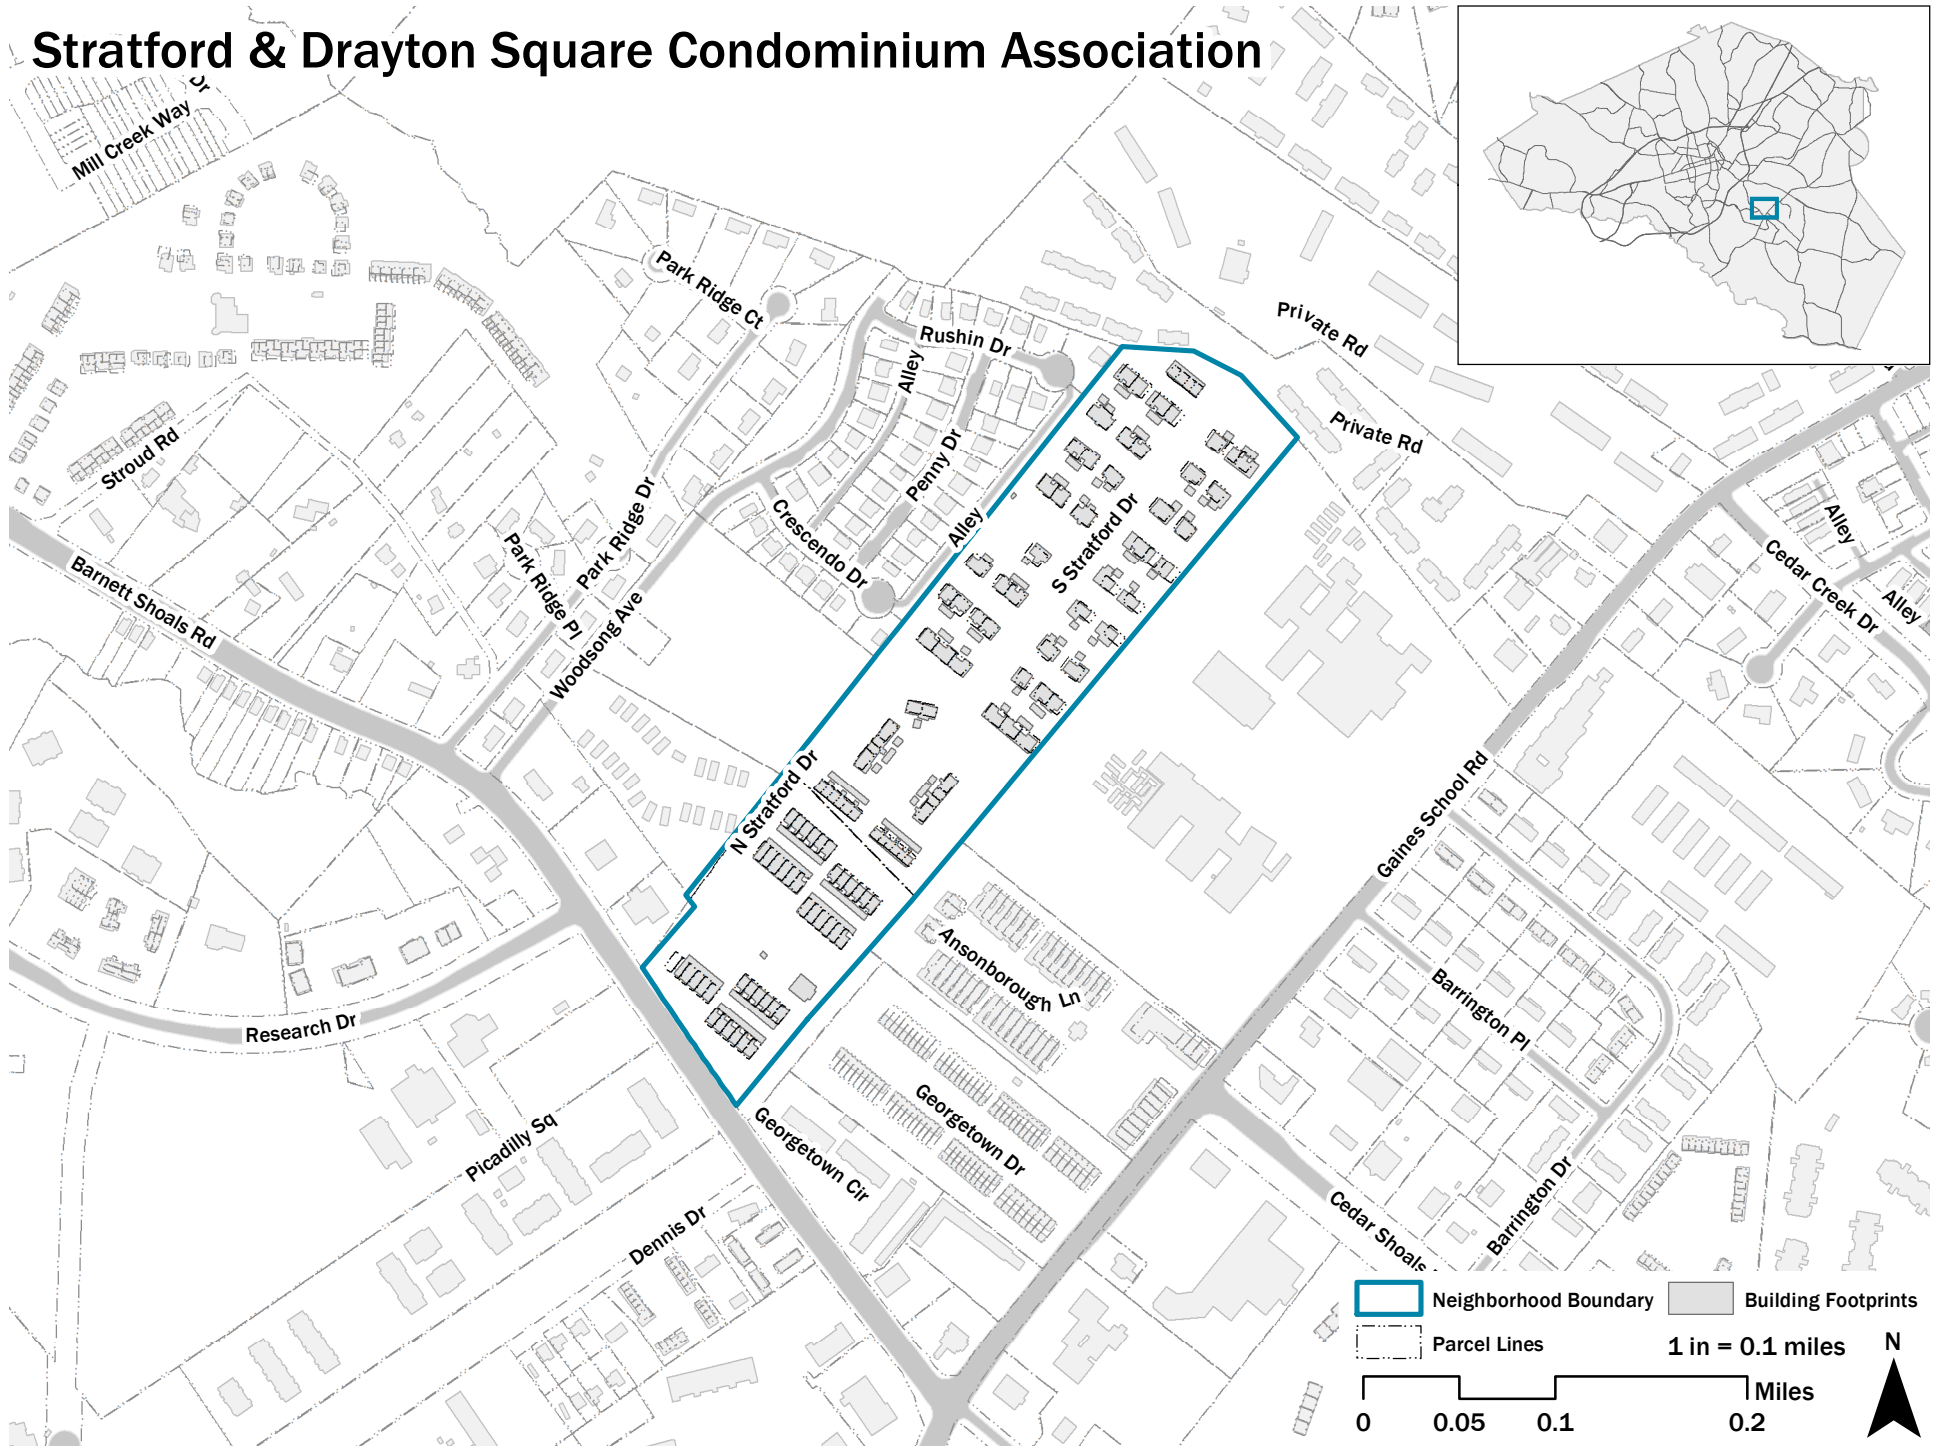 Stratford & Drayton Square Condominium Association
Dr
Mill Creek Way
Park Ridge Ct
Rushin Dr
Private Rd
Alley
Private Rd
Stroud Rd
Penny Dr
Park Ridge Dr
Crescendo Dr
Alley
S Stratford Dr
Alley
Cedar Creek Dr
Alley
Park Ridge Pl
Barnett Shoals Rd
Woodsong Ave
N Stratford Dr
Gaines School Rd
Ansonborough Ln
Barrington Pl
Research Dr
Georgetown Dr
Picadilly Sq
Georgetown Cir
Barrington Dr
Dennis Dr
Cedar Shoals
Neighborhood Boundary
Building Footprints
Parcel Lines
1 in = 0.1 miles
N
Miles
0 0.05 0.1 0.2